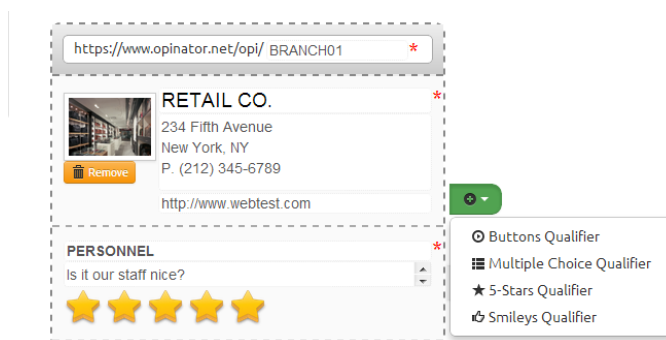 https://www.opinator.net/opi/ BRANCH01 *
RETAIL CO. *
234 Fifth Avenue
New York, NY
P. (212) 345-6789
Remove
http://www.webtest.com
PERSONNEL *
Is it our staff nice?
Buttons Qualifier
Multiple Choice Qualifier
5-Stars Qualifier
Smileys Qualifier